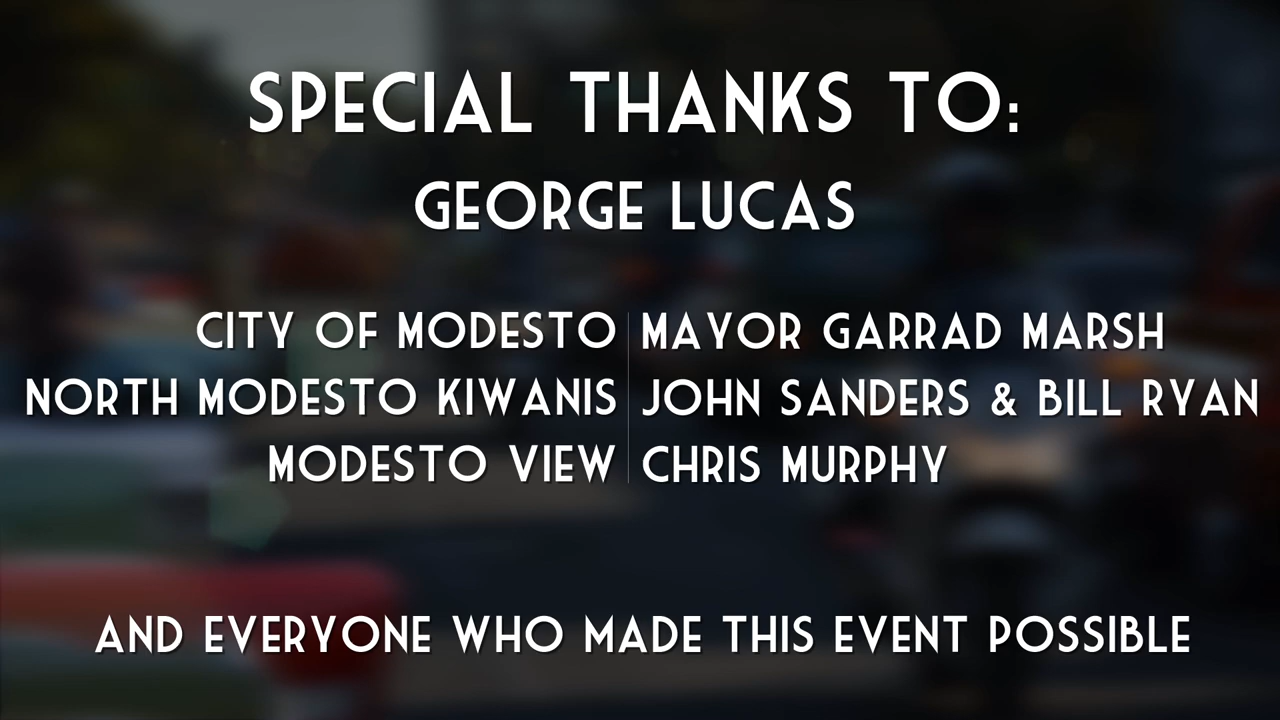 SPECIAL THANKS TO:
GEORGE LUCAS
CITY OF MODESTO MAYOR GARRAD MARSH
NORTH MODESTO KIWANIS JOHN SANDERS & BILL RYAN
MODESTO VIEW CHRIS MURPHY
AND EVERYONE WHO MADE THIS EVENT POSSIBLE